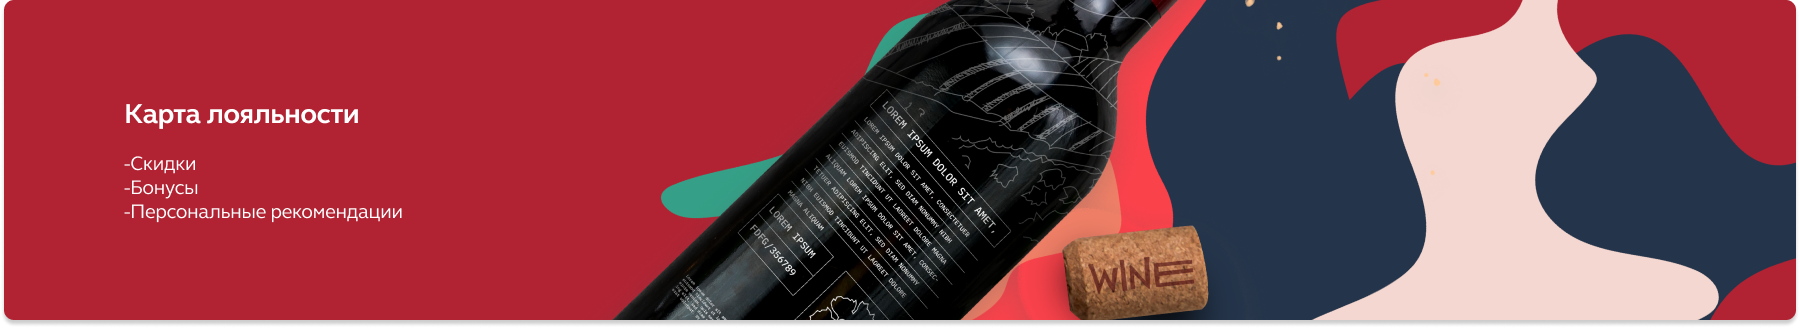 Карта лояльности
-Скидки
-Бонусы
-Персональные рекомендации
LOREM IPSUM DOLOR SIT AMET,
LOREM IPSUM DOLOR SIT AMET, CONSECTETUER
ADIPISCING ELIT, SED DIAM NONUMMY NIBH
EUISMOD TINCIDUNT UT LAOREET DOLORE MAGNA
ALIQUAM LOREM IPSUM DOLOR SIT AMET, CONSEC-
TETUER ADIPISCING ELIT, SED DIAM NONUMMY
NIBH EUISMOD TINCIDUNT UT LAOREET DOLORE
MAGNA ALIQUAM
LOREM IPSUM
FDFG/356789
WINE